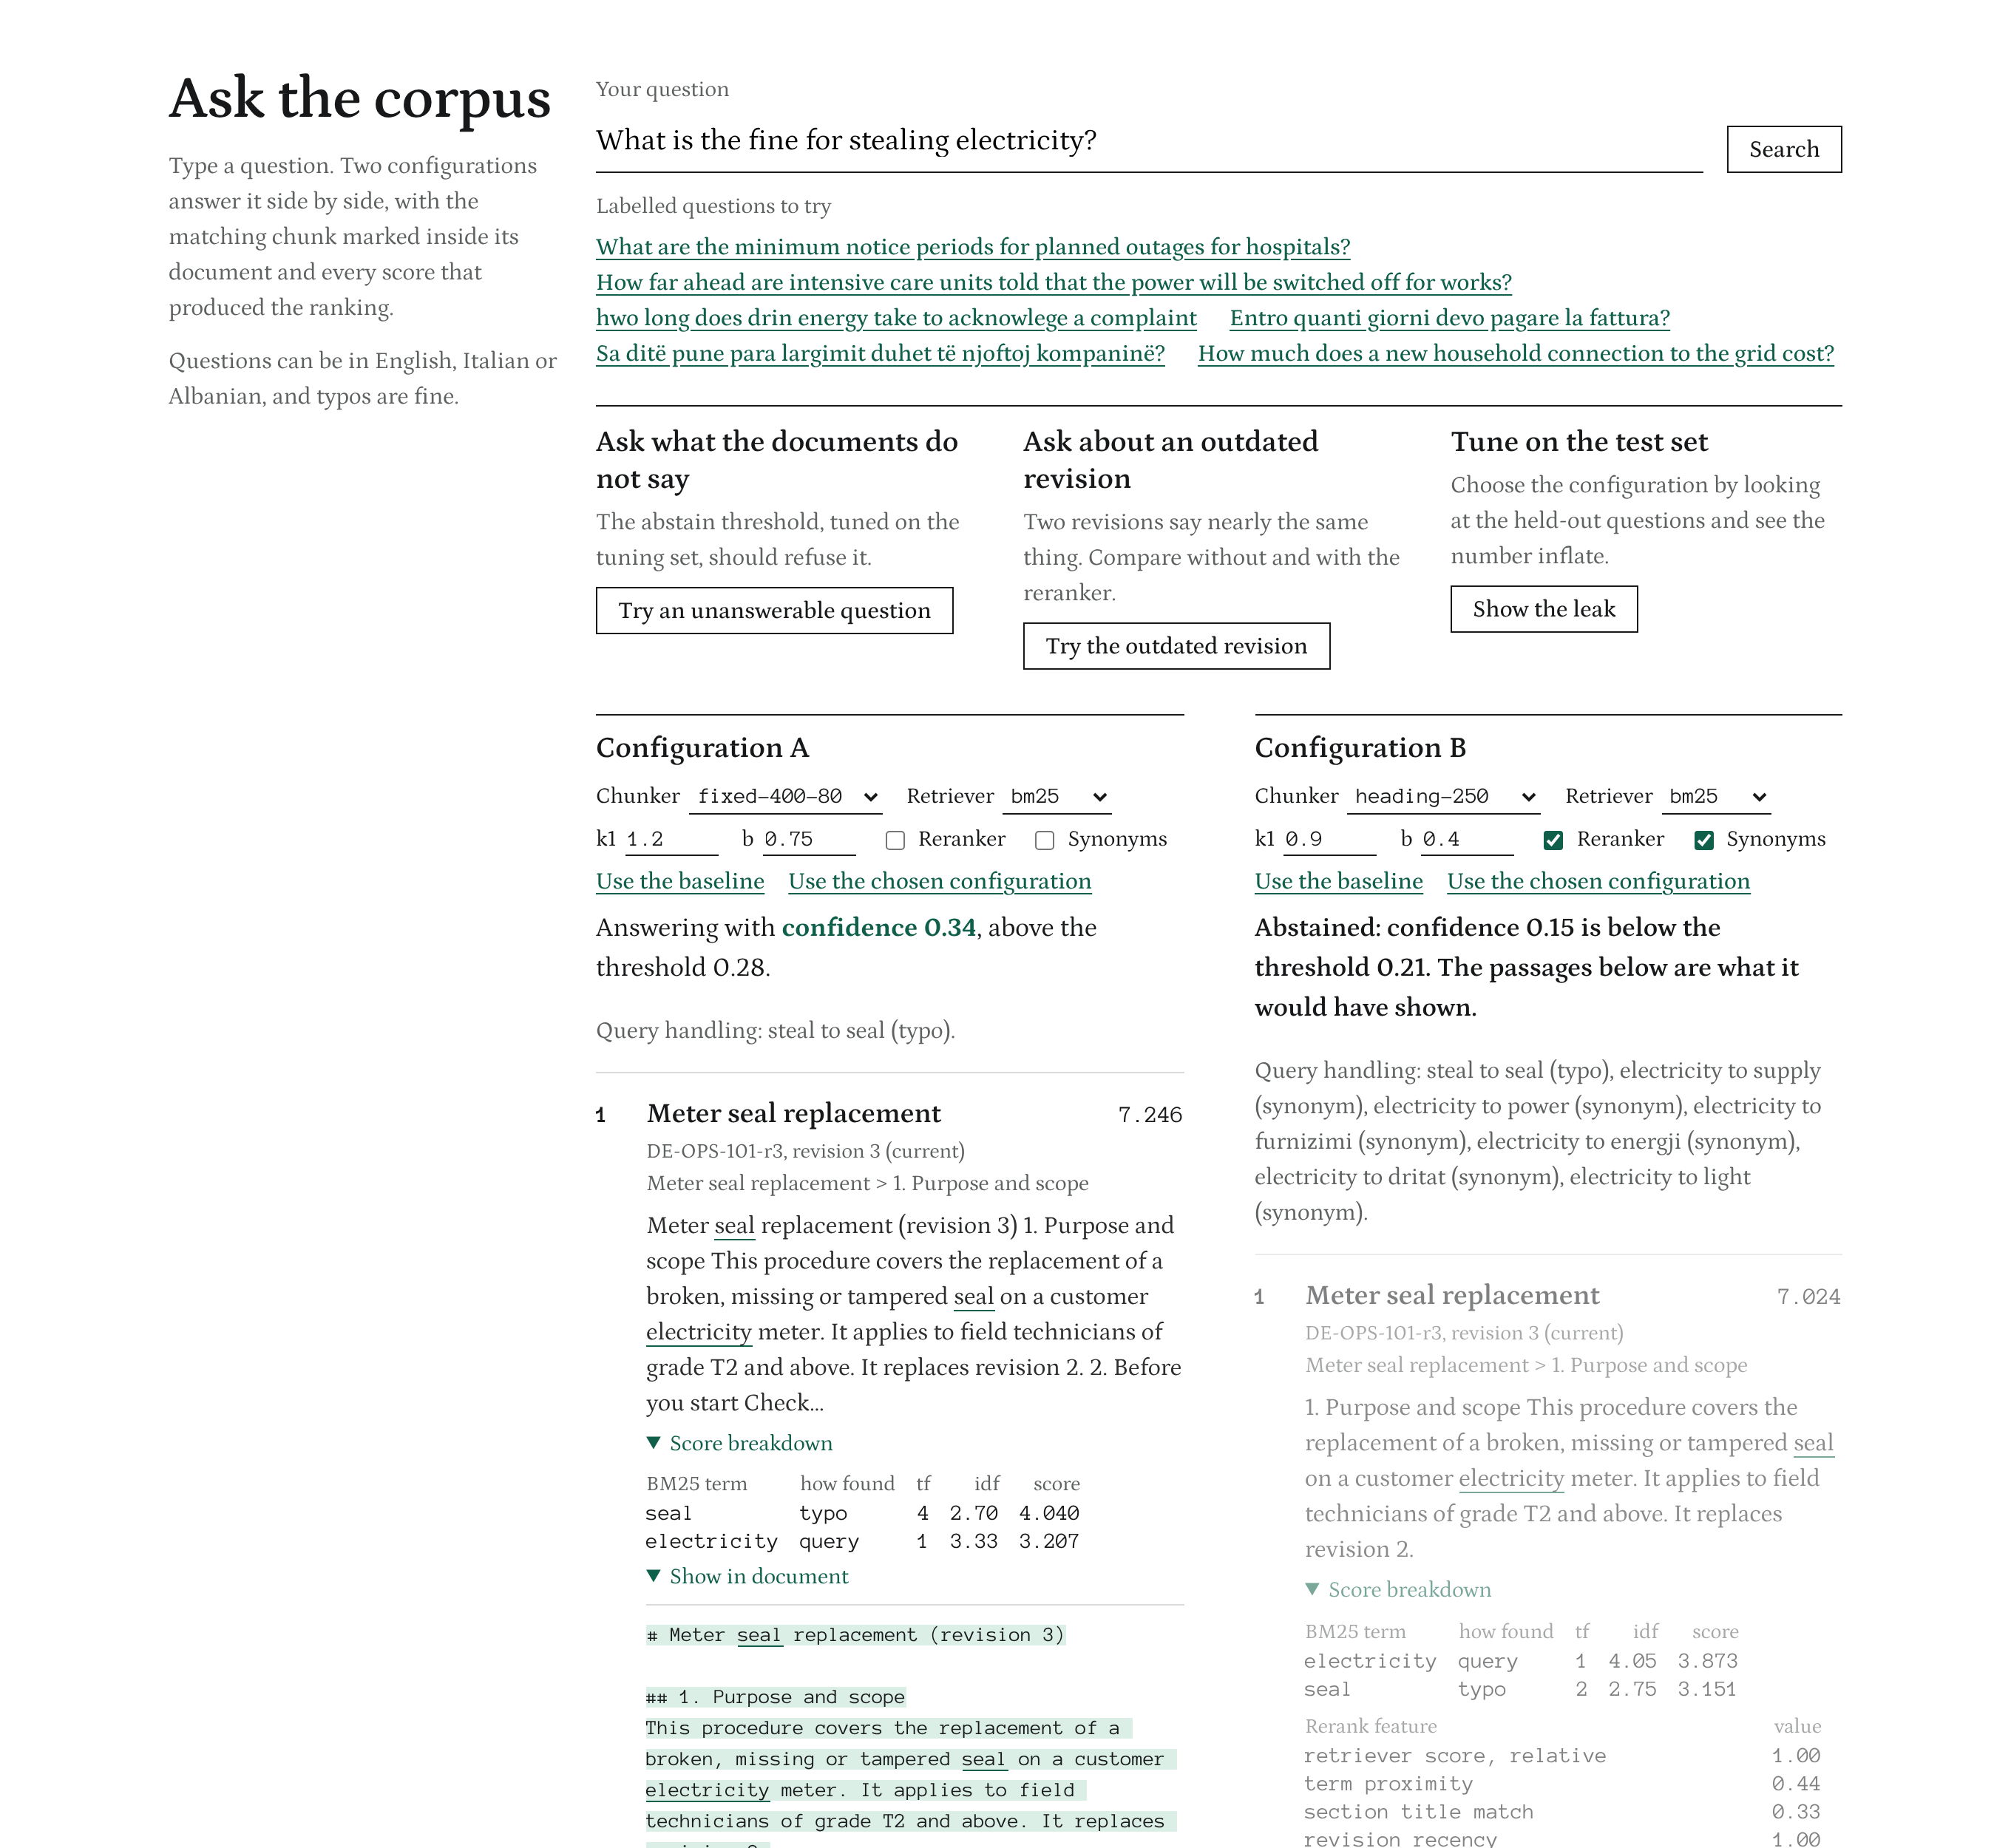 Ask the corpus
Type a question. Two configurations
answer it side by side, with the
matching chunk marked inside its
document and every score that
produced the ranking.
Questions can be in English, Italian or
Albanian, and typos are fine.
Your question
What is the fine for stealing electricity?
Search
Labelled questions to try
What are the minimum notice periods for planned outages for hospitals?
How far ahead are intensive care units told that the power will be switched off for works?
hwo long does drin energy take to acknowlege a complaint Entro quanti giorni devo pagare la fattura?
Sa ditë pune para largimit duhet të njoftoj kompaninë? How much does a new household connection to the grid cost?
Ask what the documents do
not say
The abstain threshold, tuned on the
tuning set, should refuse it.
Try an unanswerable question
Ask about an outdated
revision
Two revisions say nearly the same
thing. Compare without and with the
reranker.
Try the outdated revision
Tune on the test set
Choose the configuration by looking
at the held-out questions and see the
number inflate.
Show the leak
Configuration A
Chunker fixed-400-80 Retriever bm25
k1 1.2 b 0.75 Reranker Synonyms
Use the baseline Use the chosen configuration
Answering with confidence 0.34, above the
threshold 0.28.
Query handling: steal to seal (typo).
1 Meter seal replacement 7.246
DE-OPS-101-r3, revision 3 (current)
Meter seal replacement > 1. Purpose and scope
Meter seal replacement (revision 3) 1. Purpose and
scope This procedure covers the replacement of a
broken, missing or tampered seal on a customer
electricity meter. It applies to field technicians of
grade T2 and above. It replaces revision 2. 2. Before
you start Check...
▼ Score breakdown
BM25 term how found tf idf score
seal typo 4 2.70 4.040
electricity query 1 3.33 3.207
▼ Show in document
# Meter seal replacement (revision 3)
## 1. Purpose and scope
This procedure covers the replacement of a
broken, missing or tampered seal on a customer
electricity meter. It applies to field
technicians of grade T2 and above. It replaces
Configuration B
Chunker heading-250 Retriever bm25
k1 0.9 b 0.4 Reranker Synonyms
Use the baseline Use the chosen configuration
Abstained: confidence 0.15 is below the
threshold 0.21. The passages below are what it
would have shown.
Query handling: steal to seal (typo), electricity to supply
(synonym), electricity to power (synonym), electricity to
furnizimi (synonym), electricity to energji (synonym),
electricity to dritat (synonym), electricity to light
(synonym).
1 Meter seal replacement 7.024
DE-OPS-101-r3, revision 3 (current)
Meter seal replacement > 1. Purpose and scope
1. Purpose and scope This procedure covers the
replacement of a broken, missing or tampered seal
on a customer electricity meter. It applies to field
technicians of grade T2 and above. It replaces
revision 2.
▼ Score breakdown
BM25 term how found tf idf score
electricity query 1 4.05 3.873
seal typo 2 2.75 3.151
Rerank feature value
retriever score, relative 1.00
term proximity 0.44
section title match 0.33
revision recency 1.00